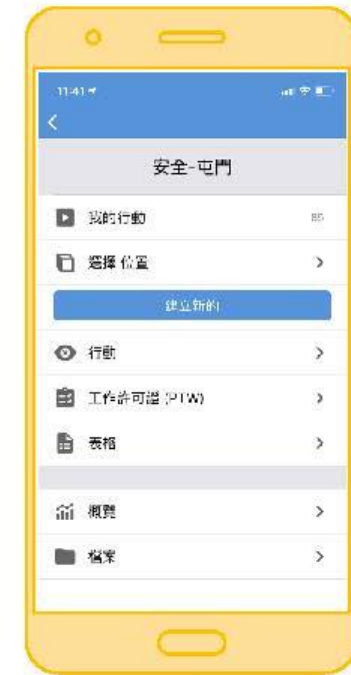 11:41
安全-屯門
我的行動 85
選擇 位置
建立新的
行動
工作許可證 (PTW)
表格
概覽
檔案